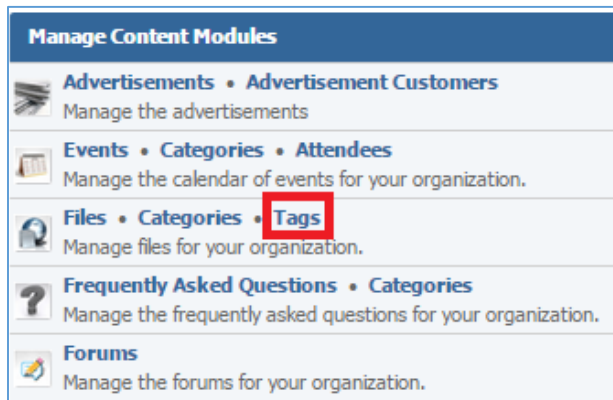 Manage Content Modules
Advertisements • Advertisement Customers
Manage the advertisements
Events • Categories • Attendees
Manage the calendar of events for your organization.
Files • Categories • Tags
Manage files for your organization.
Frequently Asked Questions • Categories
Manage the frequently asked questions for your organization.
Forums
Manage the forums for your organization.